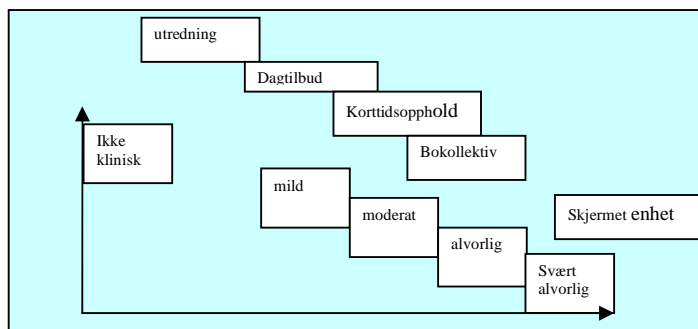 utredning
Dagtilbud
Korttidsopphold
Bokollektiv
Ikke
klinisk
mild
moderat
alvorlig
Skjermet enhet
Svært
alvorlig